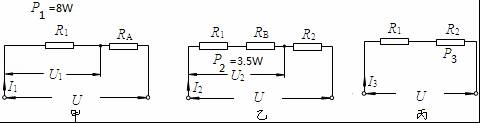 P1=8W
R1 RA
U1
I1 U
甲
R1 RB R2
P2=3.5W
U2
I2 U
乙
R1 R2
P3
I3 U
丙